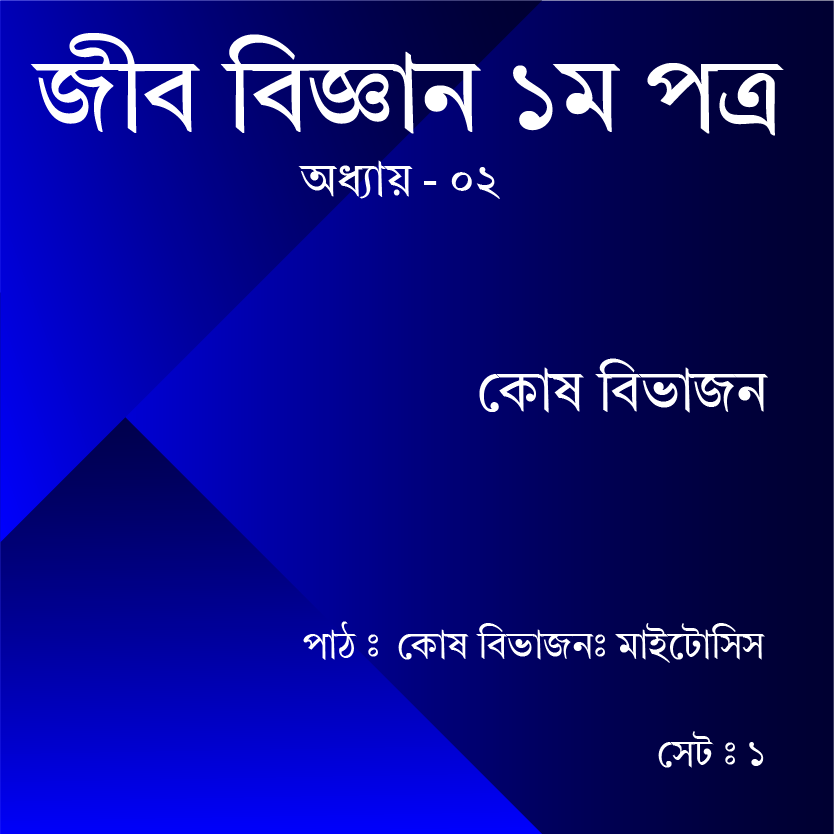 জীব বিজ্ঞান ১ম পত্র
অধ্যায় - ০২
কোষ বিভাজন
পাঠ ঃ কোষ বিভাজনঃ মাইটোসিস
সেট ঃ ১